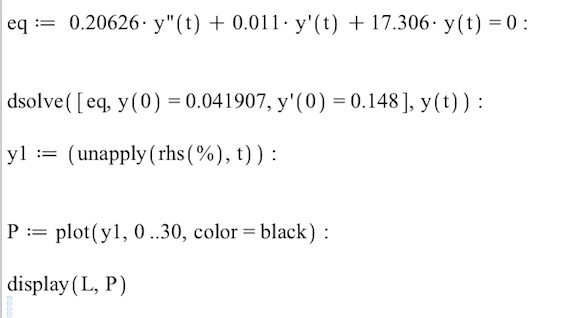 eq := 0.20626· y"(t) + 0.011· y'(t) + 17.306· y(t) = 0 :
dsolve( [ eq, y(0) = 0.041907, y'(0) = 0.148 ], y(t) ) :
y1 := (unapply(rhs(%), t) ) :
P := plot(y1, 0 ..30, color = black) :
display(L, P)